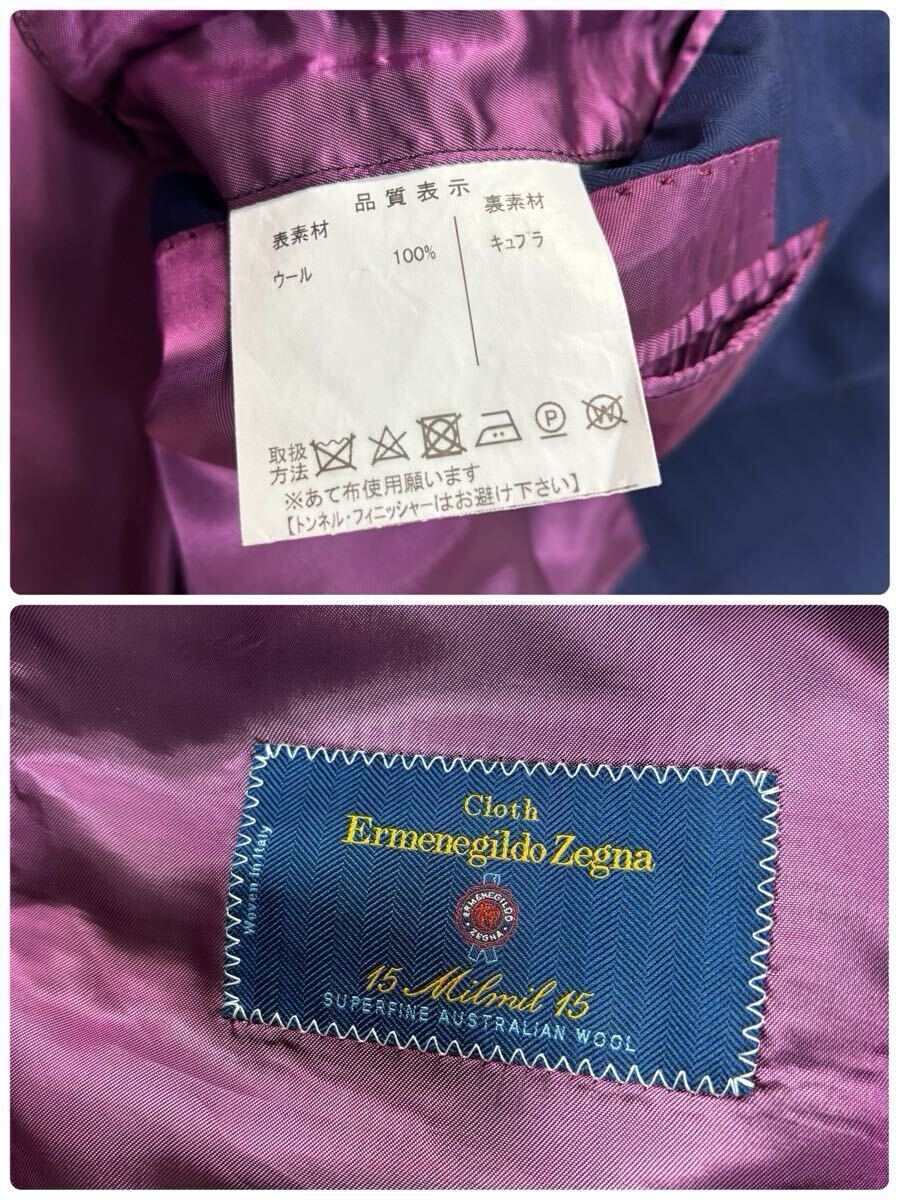 品質表示
表素材
裏素材
ウール 100%
キュプラ
取扱
方法
P
W
※あて布使用願います
【トンネル・フィニッシャーはお避け下さい】
Cloth
Ermenegildo Zegna
Woven in Italy
ERMENEGILDO
ZEGNA
15 Milmil 15
SUPERFINE AUSTRALIAN WOOL